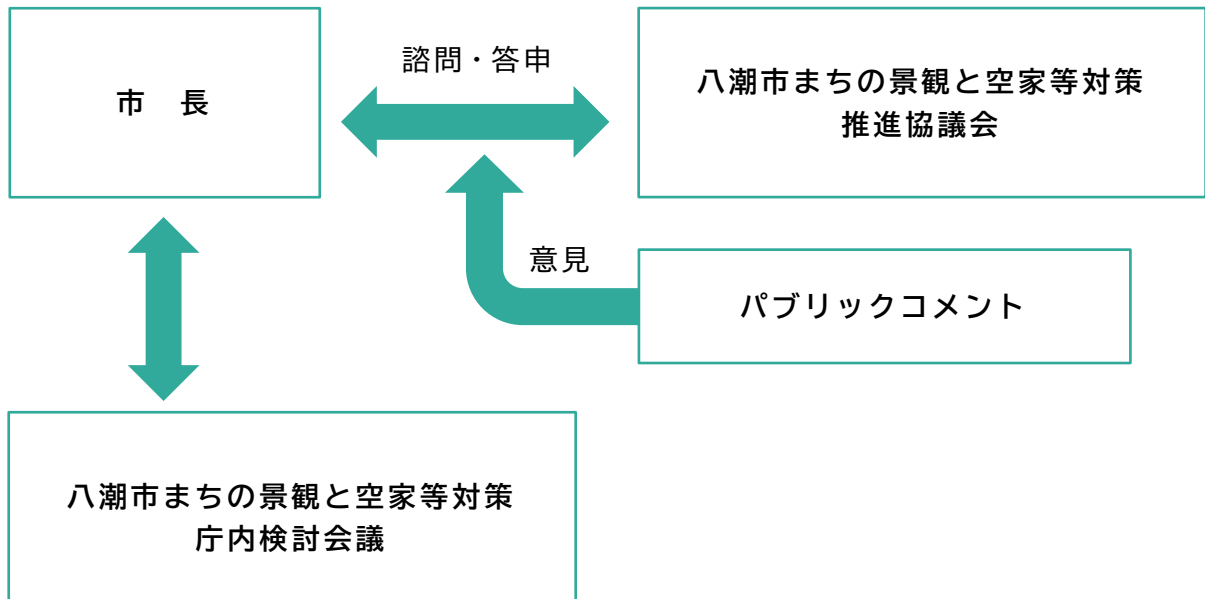 市　長
諮問・答申
八潮市まちの景観と空家等対策
推進協議会
意見
パブリックコメント
八潮市まちの景観と空家等対策
庁内検討会議